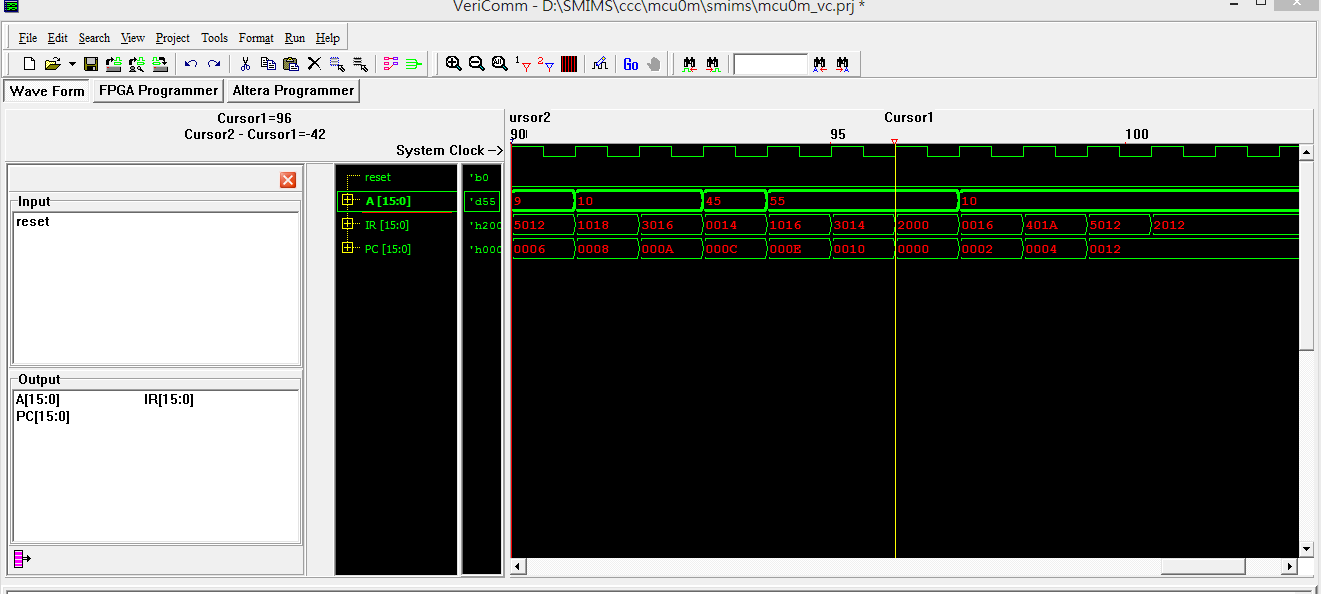 VeriComm - D:\SMIMS\ccc\mcu0m\smims\mcu0m_vc.prj *
File Edit Search View Project Tools Format Run Help
Go
Wave Form FPGA Programmer Altera Programmer
Cursor1=96
Cursor2 - Cursor1=-42
System Clock ->
ursor2 Cursor1
90 95 100
Input
reset
Output
A[15:0] IR[15:0]
PC[15:0]
reset 'b0
A [15:0] 'd55 9 10 45 55 10
IR [15:0] 'h200 5012 1018 3016 0014 1016 3014 2000 0016 401A 5012 2012
PC [15:0] 'h000 0006 0008 000A 000C 000E 0010 0000 0002 0004 0012